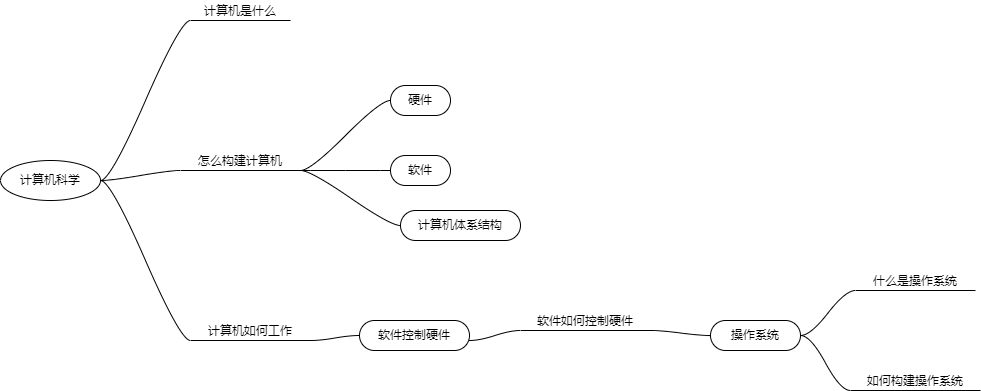 计算机科学
计算机是什么
怎么构建计算机
硬件
软件
计算机体系结构
计算机如何工作
软件控制硬件
软件如何控制硬件
操作系统
什么是操作系统
如何构建操作系统